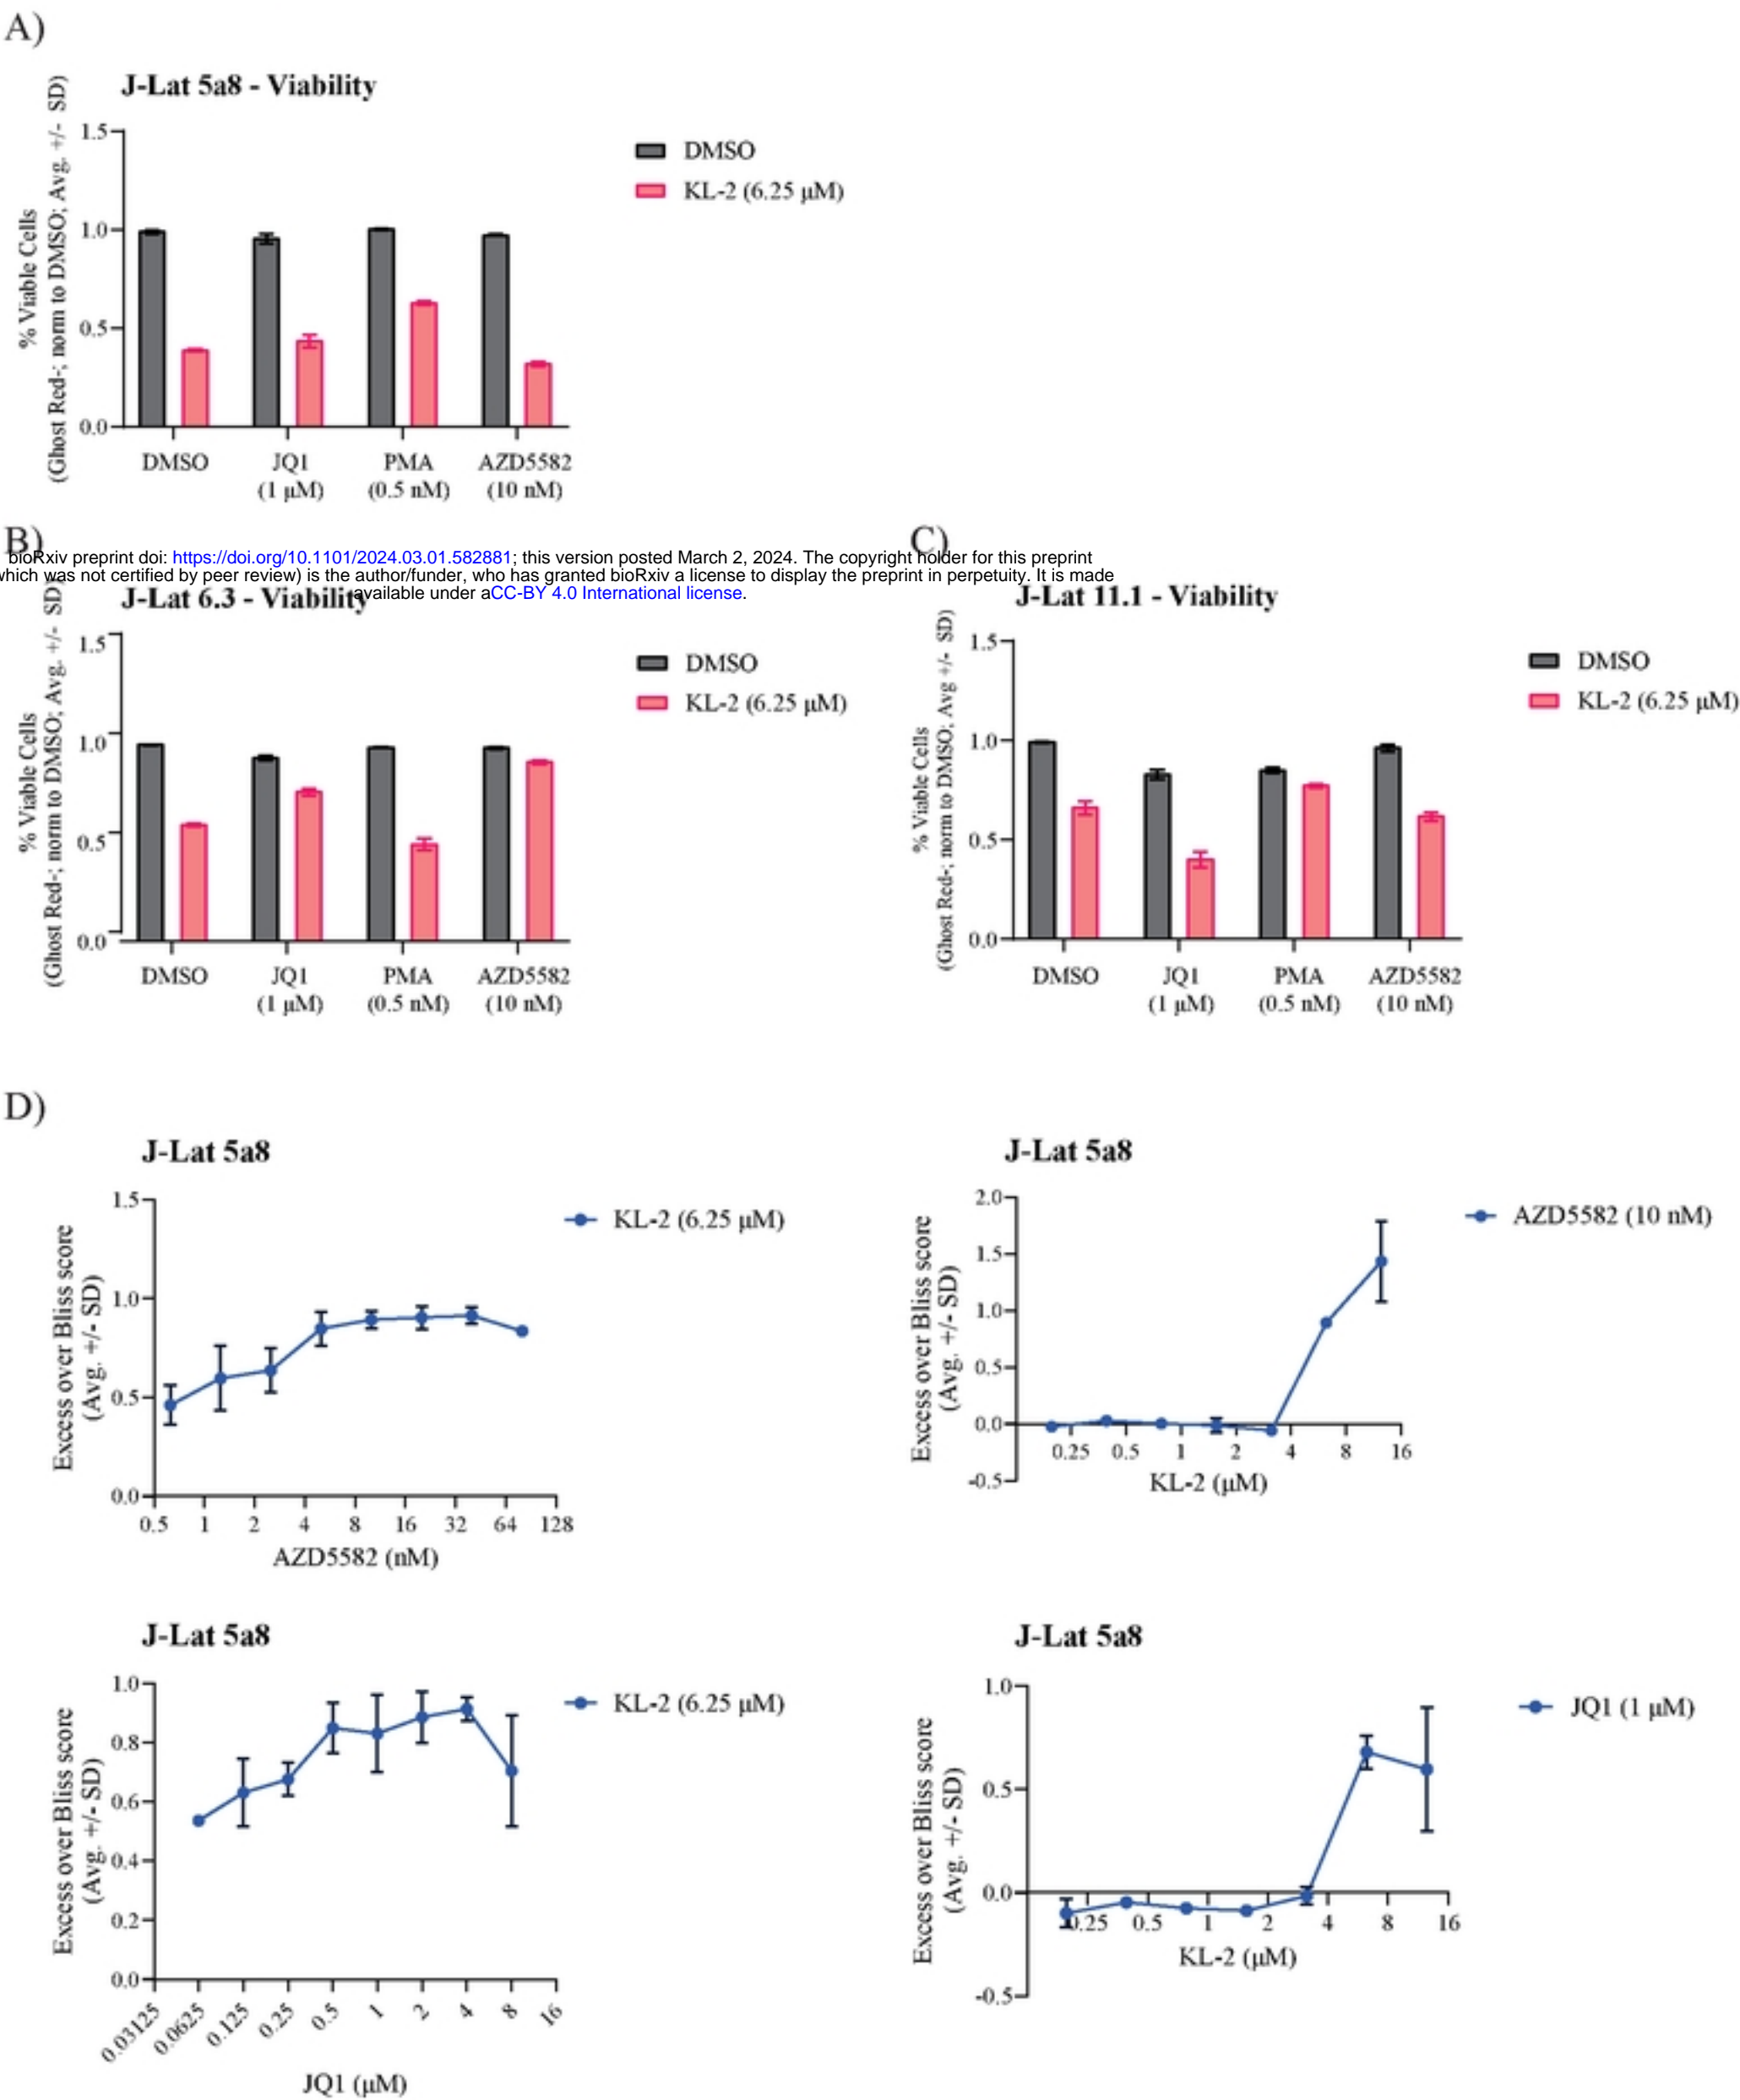 A)
J-Lat 5a8 - Viability
% Viable Cells
(Ghost Red-; norm to DMSO; Avg. +/- SD)
1.5
1.0
0.5
0.0
DMSO
KL-2 (6.25 μM)
DMSO
JQ1
(1 μM)
PMA
(0.5 nM)
AZD5582
(10 nM)
B)
C)
bioRxiv preprint doi: https://doi.org/10.1101/2024.03.01.582881; this version posted March 2, 2024. The copyright holder for this preprint
which was not certified by peer review) is the author/funder, who has granted bioRxiv a license to display the preprint in perpetuity. It is made
available under aCC-BY 4.0 International license.
J-Lat 6.3 - Viability
% Viable Cells
(Ghost Red-; norm to DMSO; Avg. +/- SD)
1.5
1.0
0.5
0.0
DMSO
KL-2 (6.25 μM)
DMSO
JQ1
(1 μM)
PMA
(0.5 nM)
AZD5582
(10 nM)
J-Lat 11.1 - Viability
% Viable Cells
(Ghost Red-; norm to DMSO; Avg +/- SD)
1.5
1.0
0.5
0.0
DMSO
KL-2 (6.25 μM)
DMSO
JQ1
(1 μM)
PMA
(0.5 nM)
AZD5582
(10 nM)
D)
J-Lat 5a8
Excess over Bliss score
(Avg. +/- SD)
1.5
1.0
0.5
0.0
KL-2 (6.25 μM)
0.5 1 2 4 8 16 32 64 128
AZD5582 (nM)
J-Lat 5a8
Excess over Bliss score
(Avg. +/- SD)
2.0
1.5
1.0
0.5
0.0
-0.5
AZD5582 (10 nM)
0.25 0.5 1 2 4 8 16
KL-2 (μM)
J-Lat 5a8
Excess over Bliss score
(Avg. +/- SD)
1.0
0.8
0.6
0.4
0.2
0.0
KL-2 (6.25 μM)
0.03125 0.0625 0.125 0.25 0.5 1 2 4 8 16
JQ1 (μM)
J-Lat 5a8
Excess over Bliss score
(Avg. +/- SD)
1.0
0.5
0.0
-0.5
JQ1 (1 μM)
0.25 0.5 1 2 4 8 16
KL-2 (μM)